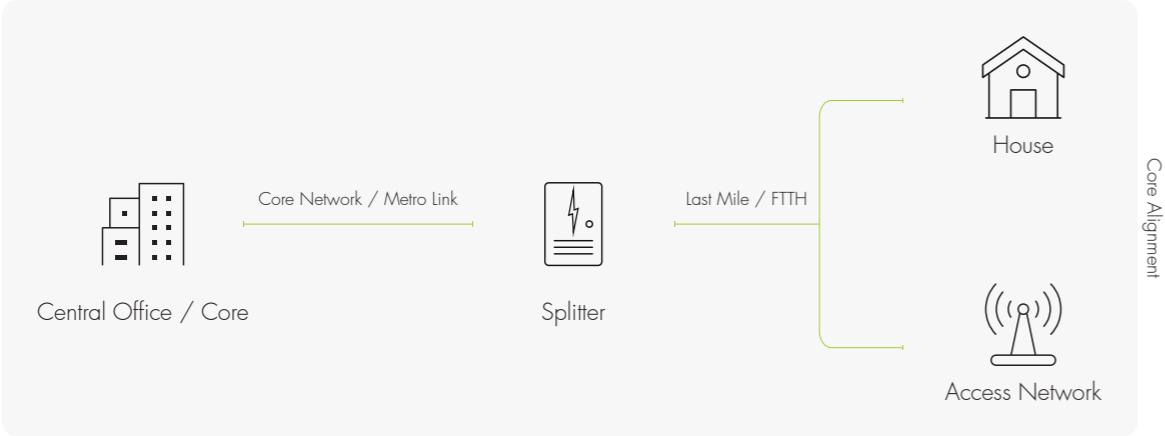 House
Core Network / Metro Link
Last Mile / FTTH
Central Office / Core
Splitter
Access Network
Core Alignment